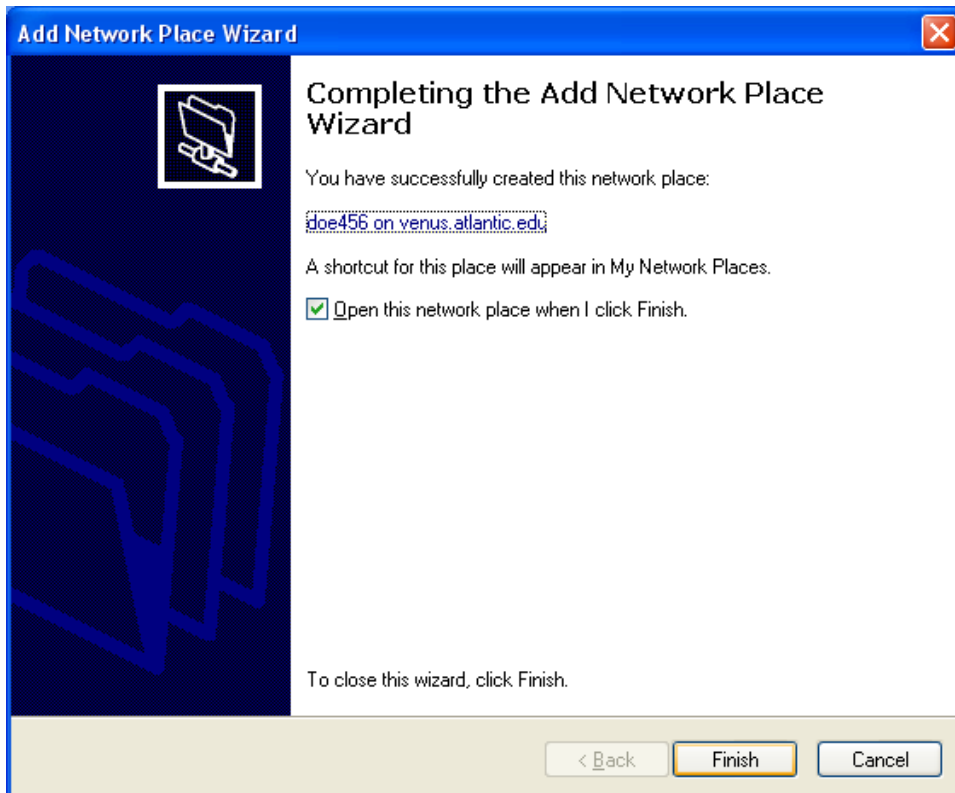 Add Network Place Wizard
Completing the Add Network Place
Wizard
You have successfully created this network place:
doe456 on venus.atlantic.edu
A shortcut for this place will appear in My Network Places.
Open this network place when I click Finish.
To close this wizard, click Finish.
< Back Finish Cancel